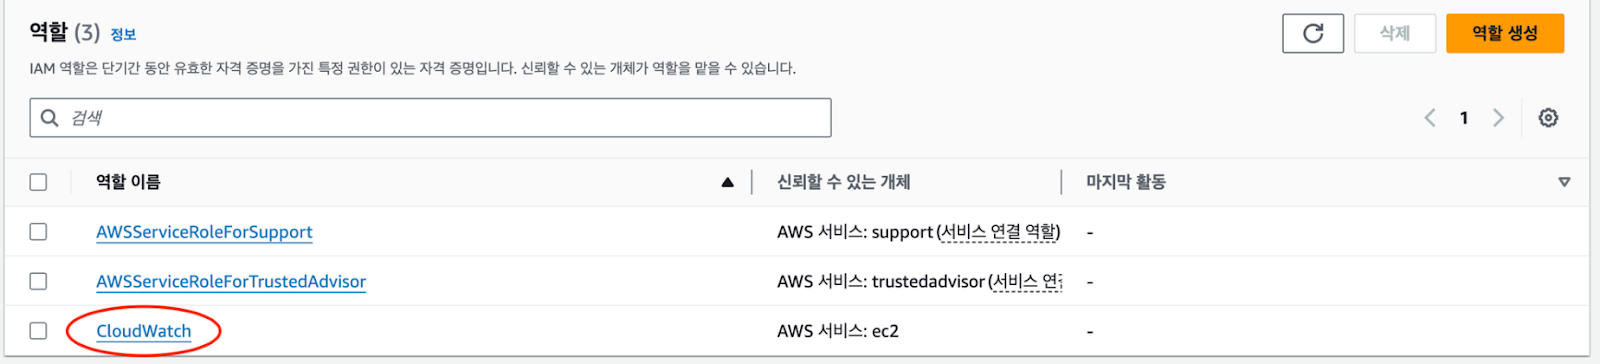 역할 (3) 정보
삭제
역할 생성
IAM 역할은 단기간 동안 유효한 자격 증명을 가진 특정 권한이 있는 자격 증명입니다. 신뢰할 수 있는 개체가 역할을 맡을 수 있습니다.
검색
1
역할 이름 신뢰할 수 있는 개체 마지막 활동
AWSServiceRoleForSupport AWS 서비스: support (서비스 연결 역할) -
AWSServiceRoleForTrustedAdvisor AWS 서비스: trustedadvisor (서비스 -
CloudWatch AWS 서비스: ec2 -